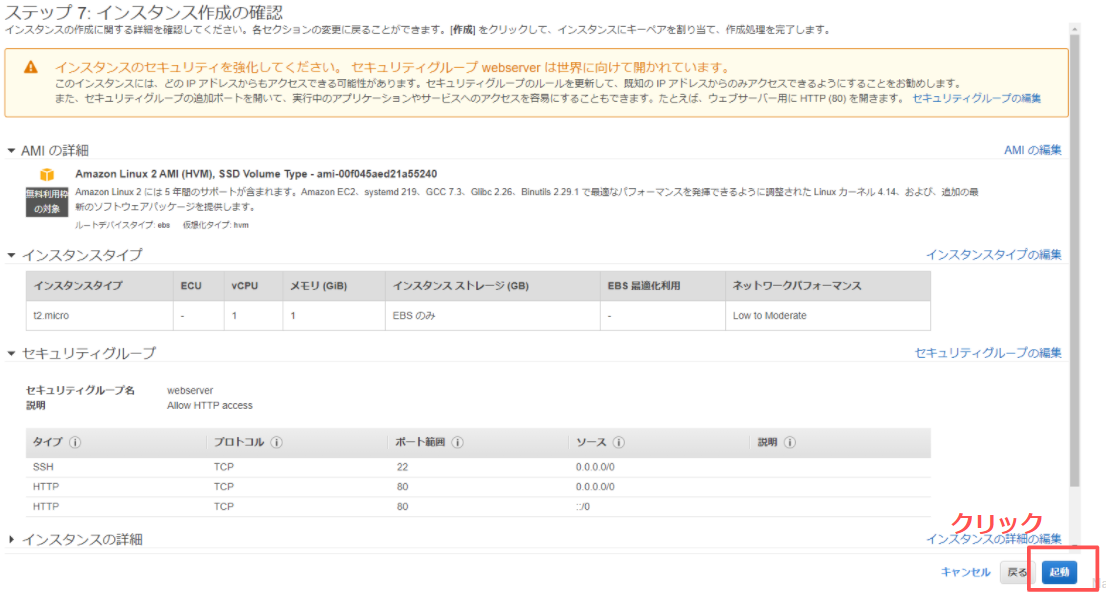 ステップ 7: インスタンス作成の確認
インスタンスの作成に関する詳細を確認してください。各セクションの変更に戻ることができます。[作成] をクリックして、インスタンスにキーペアを割り当て、作成処理を完了します。
インスタンスのセキュリティを強化してください。 セキュリティグループ webserver は世界に向けて開かれています。
このインスタンスには、どの IP アドレスからもアクセスできる可能性があります。セキュリティグループのルールを更新して、既知の IP アドレスからのみアクセスできるようにすることをお勧めします。
また、セキュリティグループの追加ポートを開いて、実行中のアプリケーションやサービスへのアクセスを容易にすることもできます。たとえば、ウェブサーバー用に HTTP (80) を開きます。 セキュリティグループの編集
AMI の詳細 AMI の編集
Amazon Linux 2 AMI (HVM), SSD Volume Type - ami-00f045aed21a55240
無料利用枠の対象
Amazon Linux 2 には 5 年間のサポートが含まれます。Amazon EC2、systemd 219、GCC 7.3、Glibc 2.26、Binutils 2.29.1 で最適なパフォーマンスを発揮できるように調整された Linux カーネル 4.14、および、追加の最
新のソフトウェアパッケージを提供します。
ルートデバイスタイプ: ebs 仮想化タイプ: hvm
インスタンスタイプ インスタンスタイプの編集
インスタンスタイプ ECU vCPU メモリ (GiB) インスタンス ストレージ (GB) EBS 最適化利用 ネットワークパフォーマンス
t2.micro - 1 1 EBS のみ - Low to Moderate
セキュリティグループ セキュリティグループの編集
セキュリティグループ名 webserver
説明 Allow HTTP access
タイプ プロトコル ポート範囲 ソース 説明
SSH TCP 22 0.0.0.0/0
HTTP TCP 80 0.0.0.0/0
HTTP TCP 80 ::/0
クリック
インスタンスの詳細 インスタンスの詳細の編集
キャンセル 戻る 起動